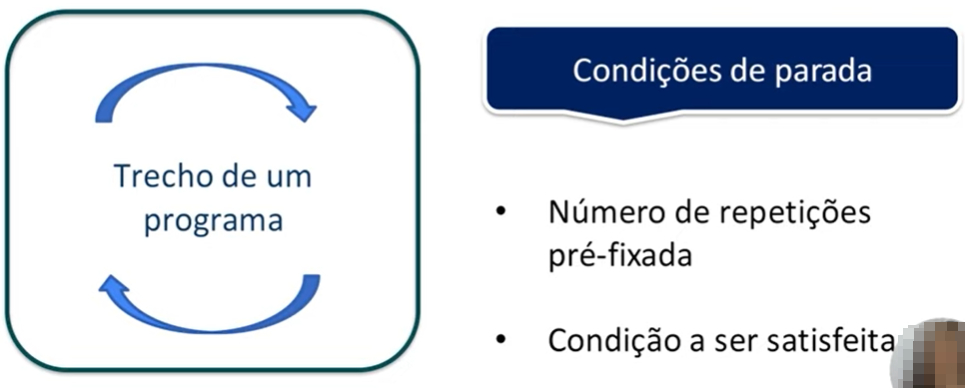 Trecho de um
programa
Condições de parada
• Número de repetições
pré-fixada
• Condição a ser satisfeita